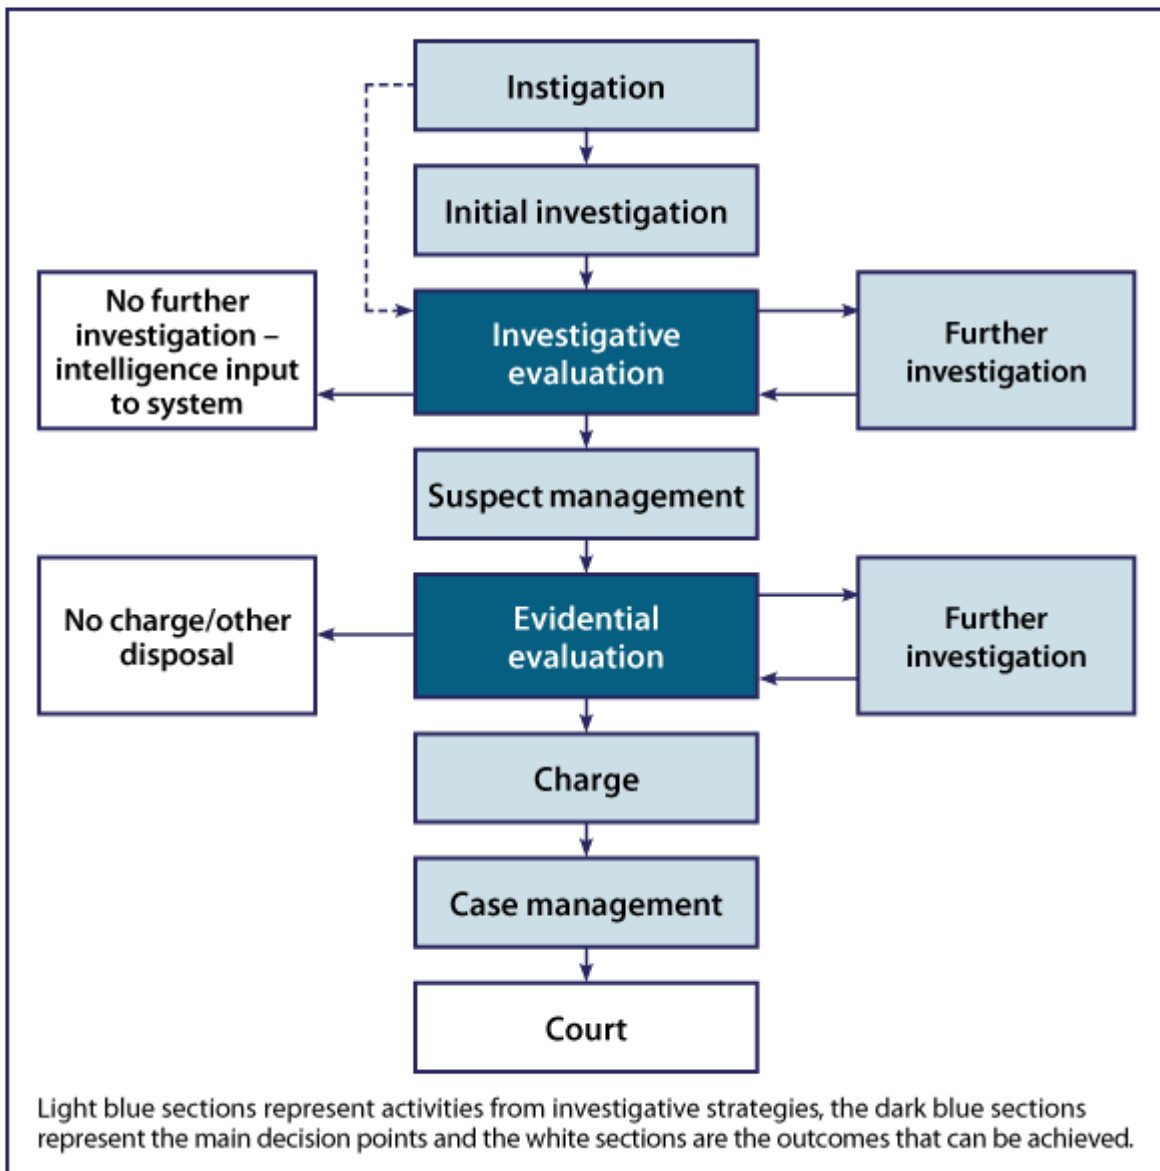 Instigation
Initial investigation
No further
investigation –
intelligence input
to system
Investigative
evaluation
Further
investigation
Suspect management
No charge/other
disposal
Evidential
evaluation
Further
investigation
Charge
Case management
Court
Light blue sections represent activities from investigative strategies, the dark blue sections
represent the main decision points and the white sections are the outcomes that can be achieved.